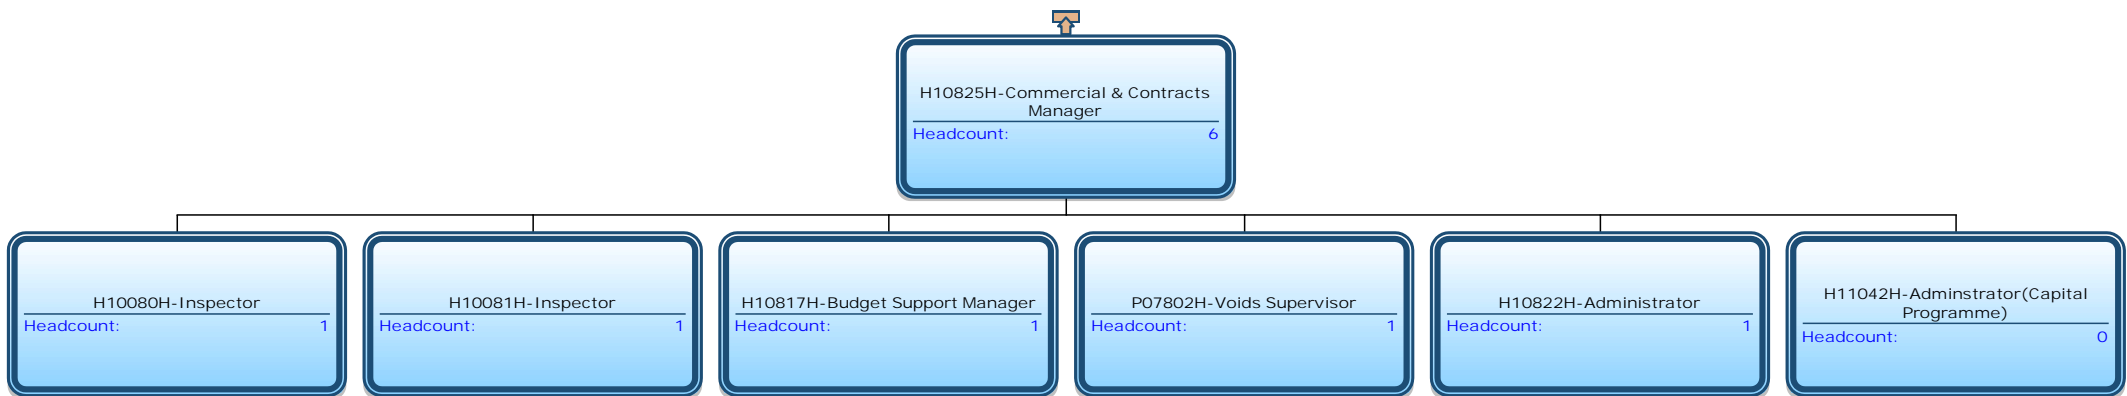 H10825H-Commercial & Contracts
Manager
Headcount: 6
H10080H-Inspector
Headcount: 1
H10081H-Inspector
Headcount: 1
H10817H-Budget Support Manager
Headcount: 1
P07802H-Voids Supervisor
Headcount: 1
H10822H-Administrator
Headcount: 1
H11042H-Adminstrator(Capital
Programme)
Headcount: 0